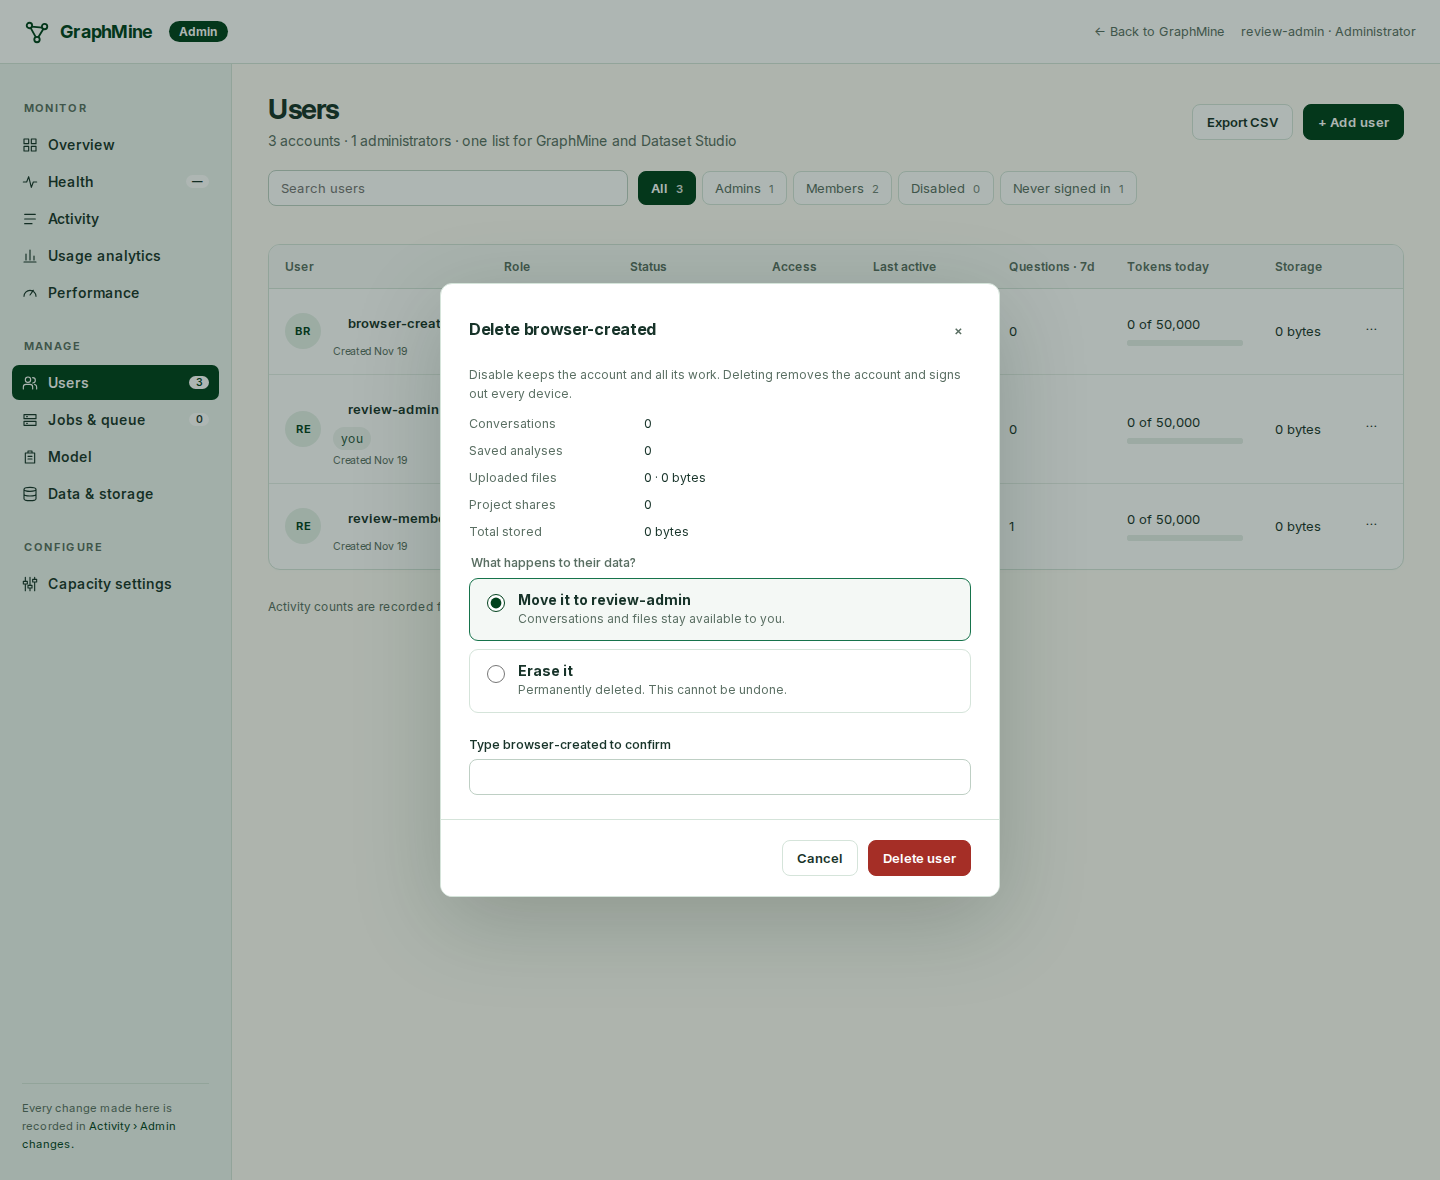 GraphMine Admin
← Back to GraphMine review-admin · Administrator
MONITOR
Overview
Health —
Activity
Usage analytics
Performance
MANAGE
Users 3
Jobs & queue 0
Model
Data & storage
CONFIGURE
Capacity settings
Every change made here is
recorded in Activity › Admin
changes.
Users
3 accounts · 1 administrators · one list for GraphMine and Dataset Studio
Export CSV + Add user
Search users All 3 Admins 1 Members 2 Disabled 0 Never signed in 1
User Role Status Access Last active Questions · 7d Tokens today Storage
BR browser-creat 0 0 of 50,000 0 bytes ...
Created Nov 19
RE review-admin 0 0 of 50,000 0 bytes ...
you
Created Nov 19
RE review-memb 1 0 of 50,000 0 bytes ...
Created Nov 19
Activity counts are recorded
Delete browser-created ×
Disable keeps the account and all its work. Deleting removes the account and signs
out every device.
Conversations 0
Saved analyses 0
Uploaded files 0 · 0 bytes
Project shares 0
Total stored 0 bytes
What happens to their data?
Move it to review-admin
Conversations and files stay available to you.
Erase it
Permanently deleted. This cannot be undone.
Type browser-created to confirm
Cancel Delete user